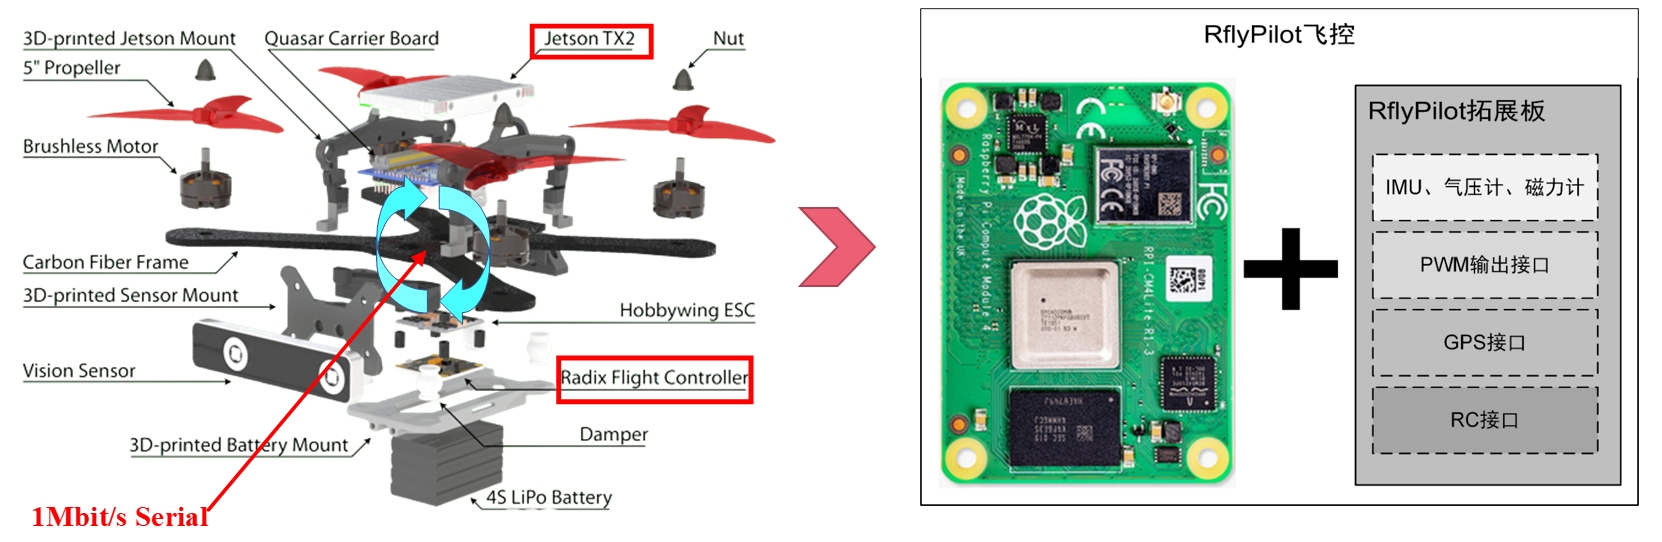 3D-printed Jetson Mount
Quasar Carrier Board
Jetson TX2
Nut
5" Propeller
Brushless Motor
Carbon Fiber Frame
3D-printed Sensor Mount
Hobbywing ESC
Vision Sensor
Radix Flight Controller
3D-printed Battery Mount
Damper
4S LiPo Battery
1Mbit/s Serial
RflyPilot飞控
Raspberry Pi Compute Module 4
Made in the UK
FCC
FC
RPI-CM4Lite R1-3
14/08
RflyPilot拓展板
IMU、气压计、磁力计
PWM输出接口
GPS接口
RC接口